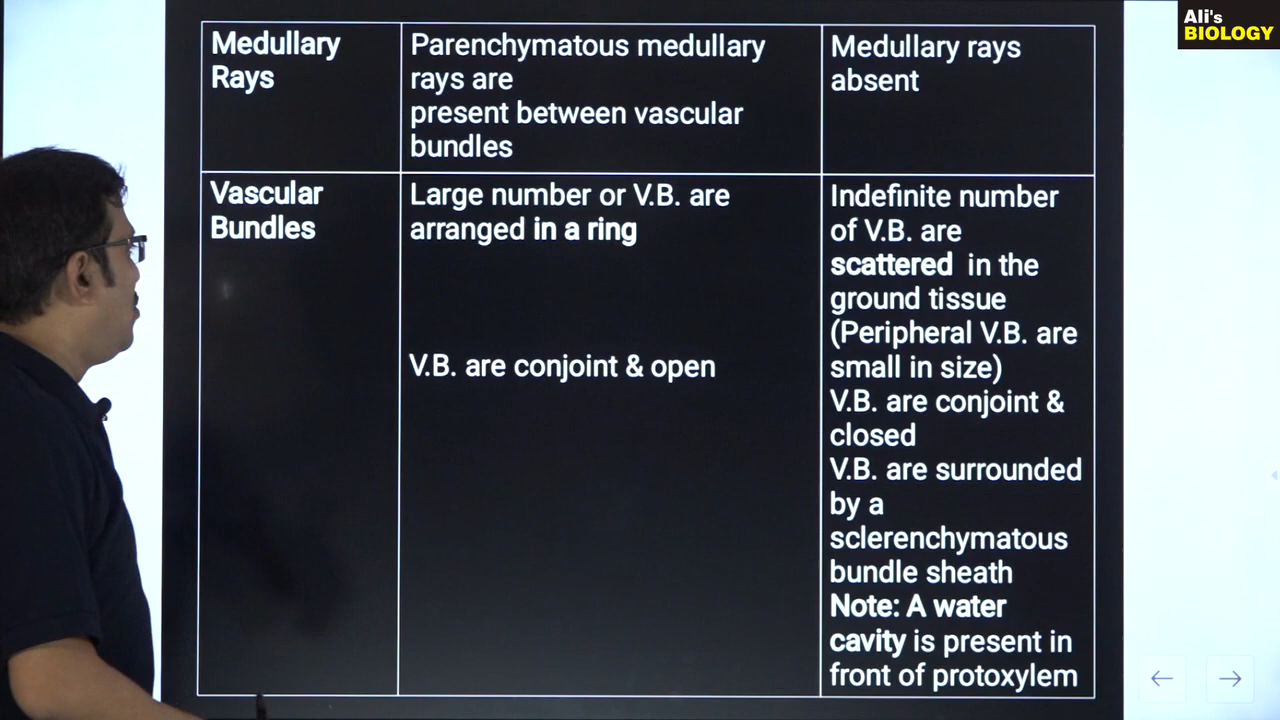 Ali's
BIOLOGY
Medullary
Rays
Parenchymatous medullary
rays are
present between vascular
bundles
Medullary rays
absent
Vascular
Bundles
Large number or V.B. are
arranged in a ring
V.B. are conjoint & open
Indefinite number
of V.B. are
scattered in the
ground tissue
(Peripheral V.B. are
small in size)
V.B. are conjoint &
closed
V.B. are surrounded
by a
sclerenchymatous
bundle sheath
Note: A water
cavity is present in
front of protoxylem